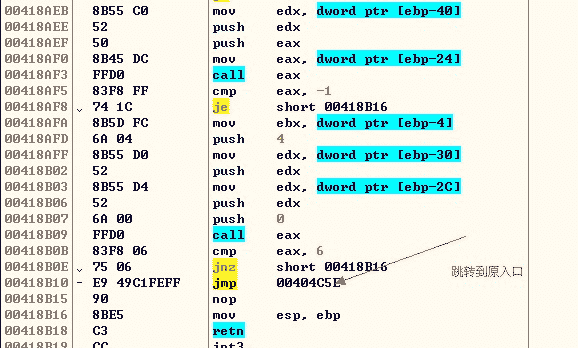 00418AEB 8B55 C0 mov edx, dword ptr [ebp-40]
00418AEE 52 push edx
00418AEF 50 push eax
00418AF0 8B45 DC mov eax, dword ptr [ebp-24]
00418AF3 FFD0 call eax
00418AF5 83F8 FF cmp eax, -1
00418AF8 74 1C je short 00418B16
00418AFA 8B5D FC mov ebx, dword ptr [ebp-4]
00418AFD 6A 04 push 4
00418AFF 8B55 D0 mov edx, dword ptr [ebp-30]
00418B02 52 push edx
00418B03 8B55 D4 mov edx, dword ptr [ebp-2C]
00418B06 52 push edx
00418B07 6A 00 push 0
00418B09 FFD0 call eax
00418B0B 83F8 06 cmp eax, 6
00418B0E 75 06 jnz short 00418B16
跳转到原入口
00418B10 - E9 49C1FEFF jmp 00404C5E
00418B15 90 nop
00418B16 8BE5 mov esp, ebp
00418B18 C3 retn
00418B19 CC int3